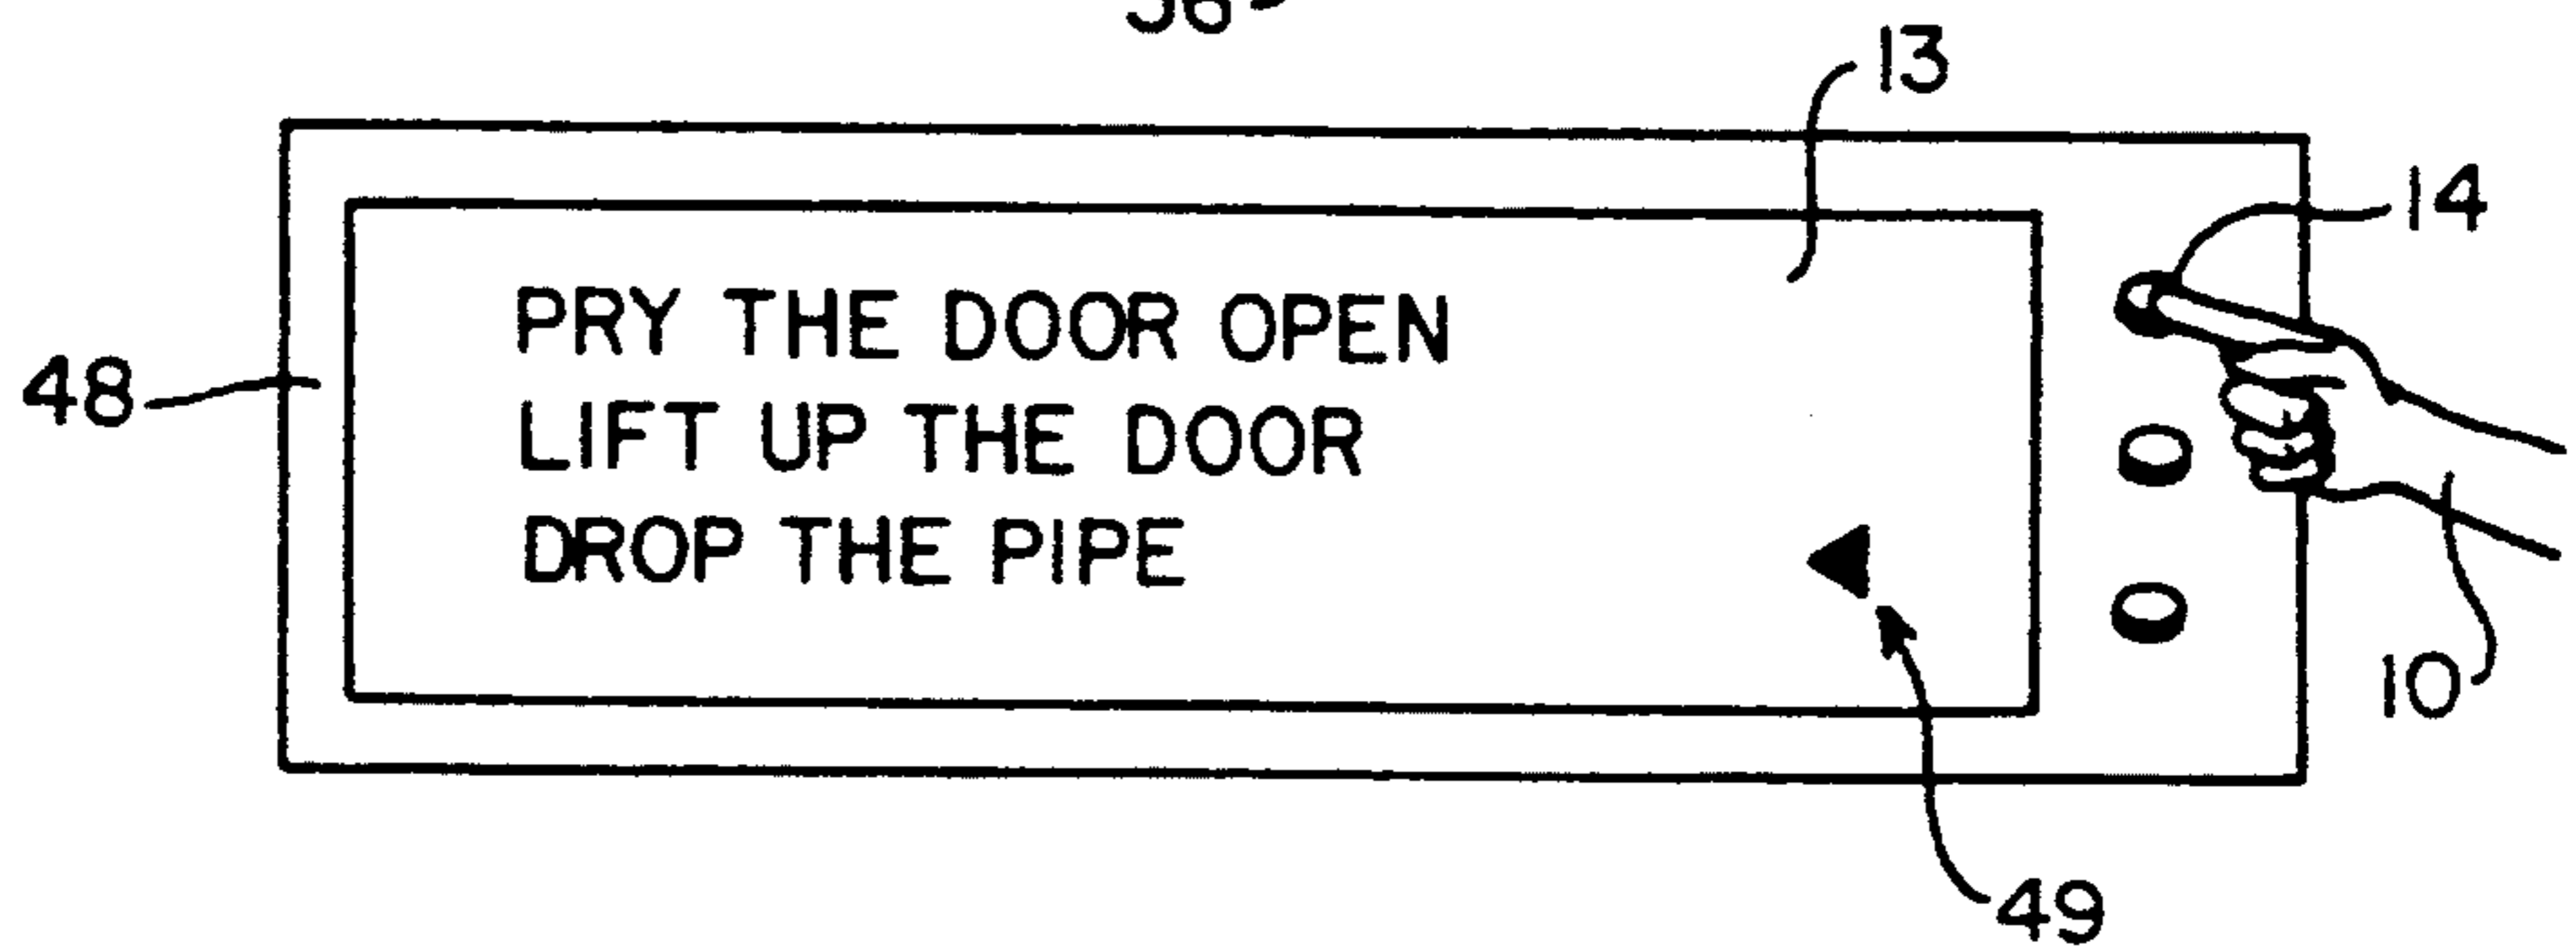 13
14
PRY THE DOOR OPEN
48
LIFT UP THE DOOR
DROP THE PIPE
10
49